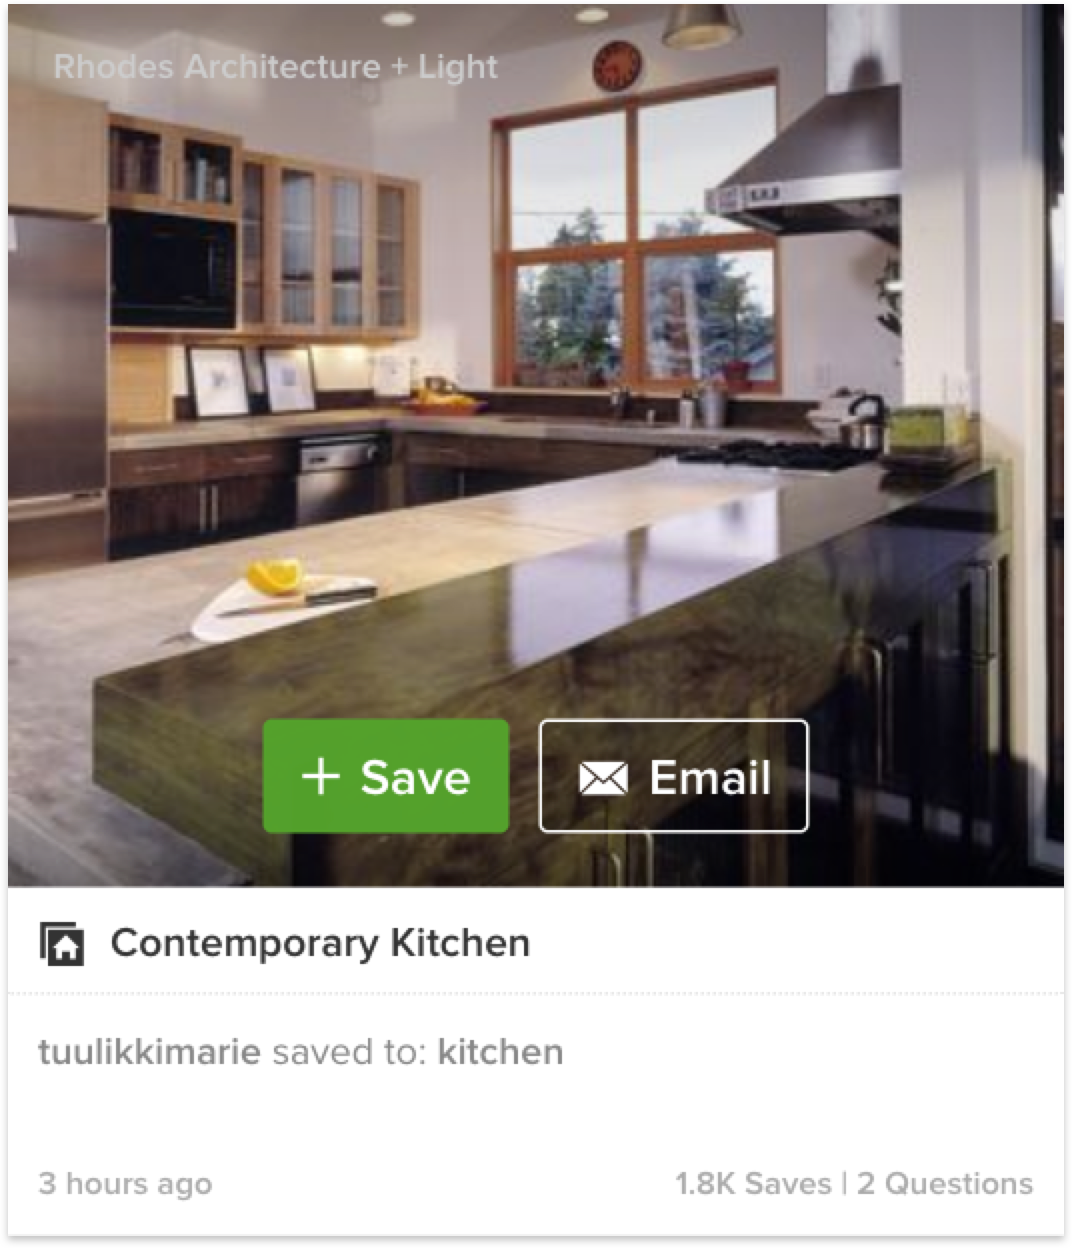 Rhodes Architecture + Light
+ Save
Email
Contemporary Kitchen
tuulikkimarie saved to: kitchen
3 hours ago
1.8K Saves | 2 Questions